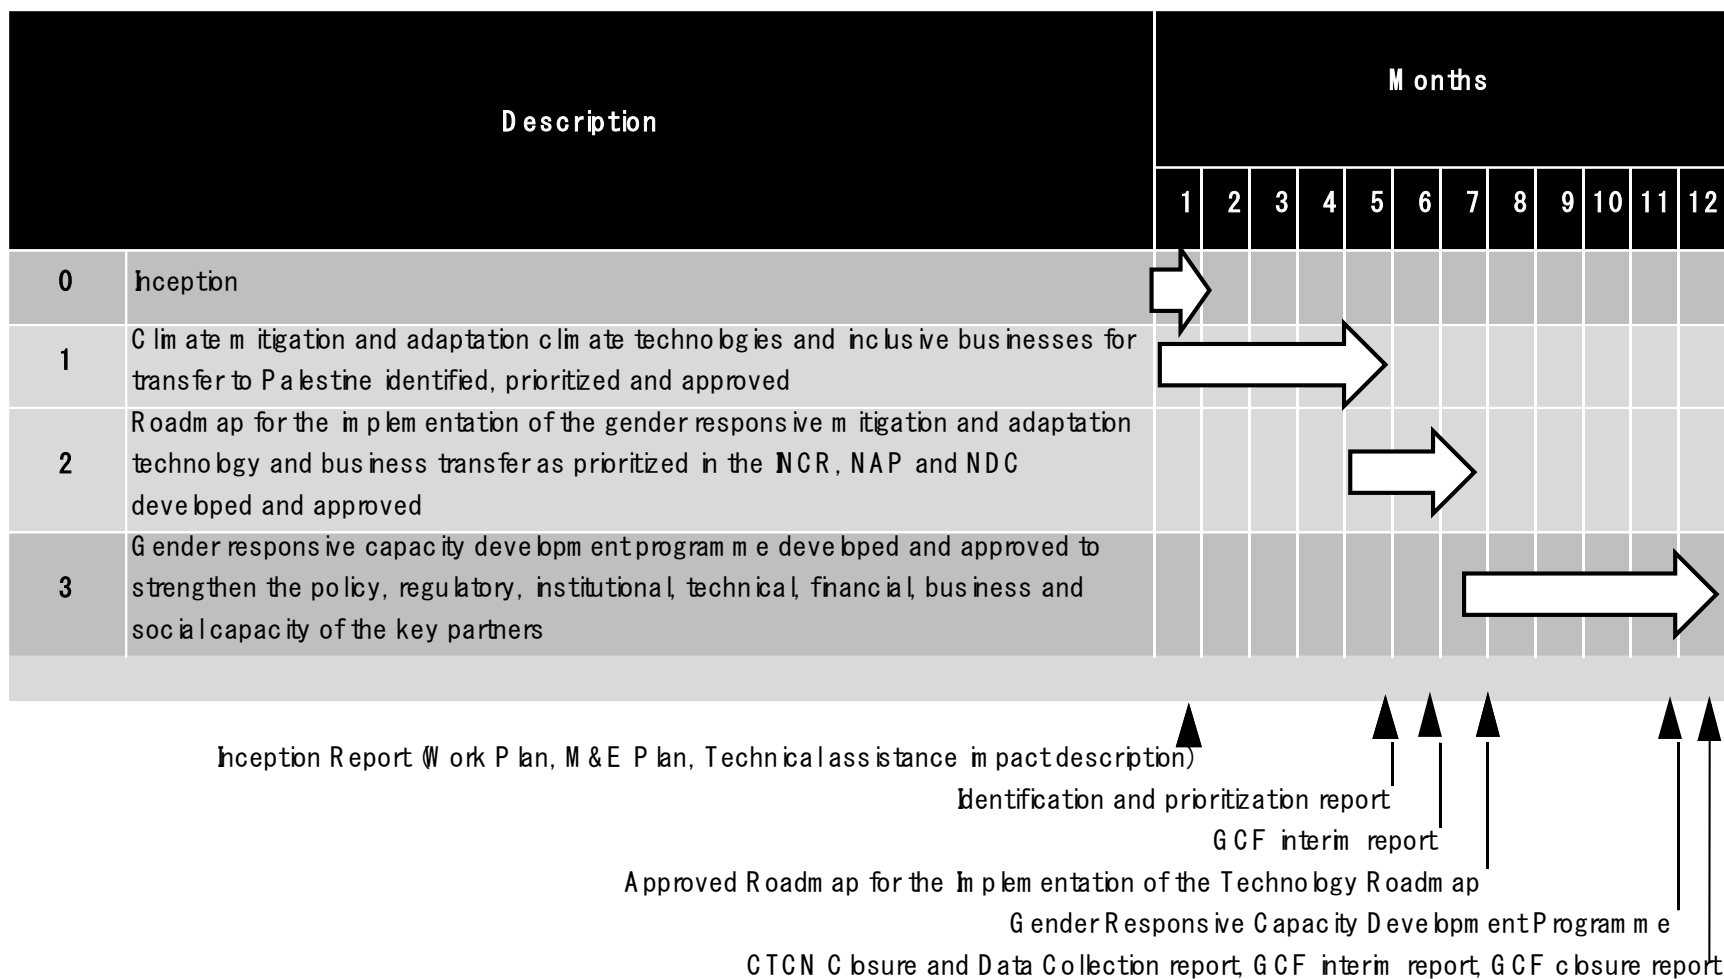 Description
Months
1 2 3 4 5 6 7 8 9 10 11 12
0 Inception
1 Climate mitigation and adaptation climate technologies and inclusive businesses for
transfer to Palestine identified, prioritized and approved
2 Roadmap for the implementation of the gender responsive mitigation and adaptation
technology and business transfer as prioritized in the INCR, NAP and NDC
developed and approved
3 Gender responsive capacity development programme developed and approved to
strengthen the policy, regulatory, institutional, technical, financial, business and
social capacity of the key partners
Inception Report (Work Plan, M&E Plan, Technical assistance impact description)
Identification and prioritization report
GCF interim report
Approved Roadmap for the Implementation of the Technology Roadmap
Gender Responsive Capacity Development Programme
CTCN Closure and Data Collection report, GCF interim report, GCF closure report